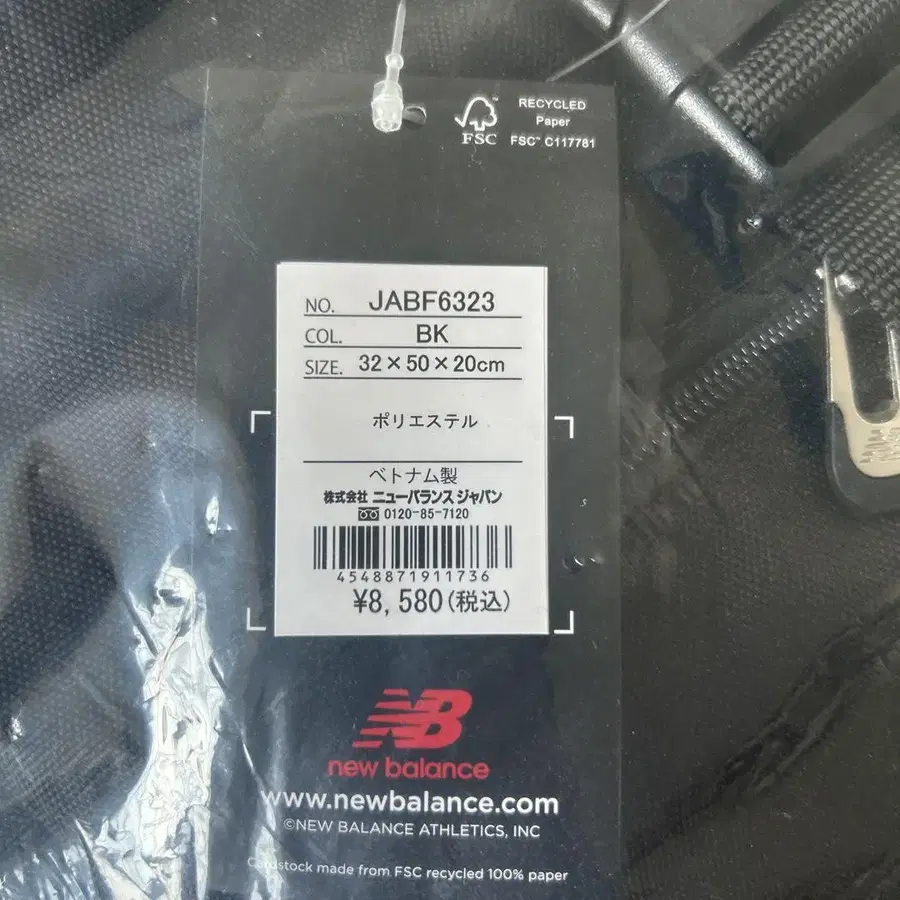 RECYCLED
Paper
FSC
FSC™ C117781
NO. JABF6323
COL. BK
SIZE. 32×50×20cm
ポリエステル
ベトナム製
株式会社 ニューバランス ジャパン
0120-85-7120
4548871911736
¥8,580(税込)
NB
new balance
www.newbalance.com
©NEW BALANCE ATHLETICS, INC
Cardstock made from FSC recycled 100% paper